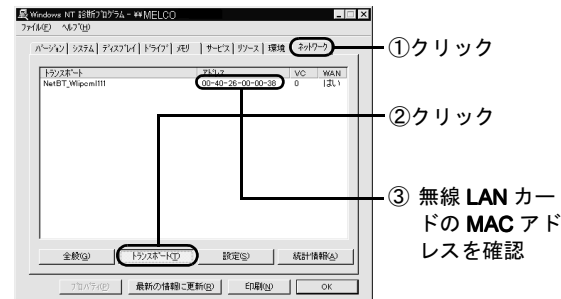 Windows NT 診断プログラム - ¥¥MELCO
ファイル(F) ヘルプ(H)
バージョン システム ディスプレイ ドライブ メモリ サービス リソース 環境 ネットワーク
①クリック
トランスポート アドレス VC WAN
NetBT_Wlipcml111 00-40-26-00-00-38 0 はい
②クリック
③ 無線 LAN カー
ドの MAC アド
レスを確認
全般(G) トランスポート(T) 設定(S) 統計情報(A)
プロパティ(P) 最新の情報に更新(R) 印刷(N) OK